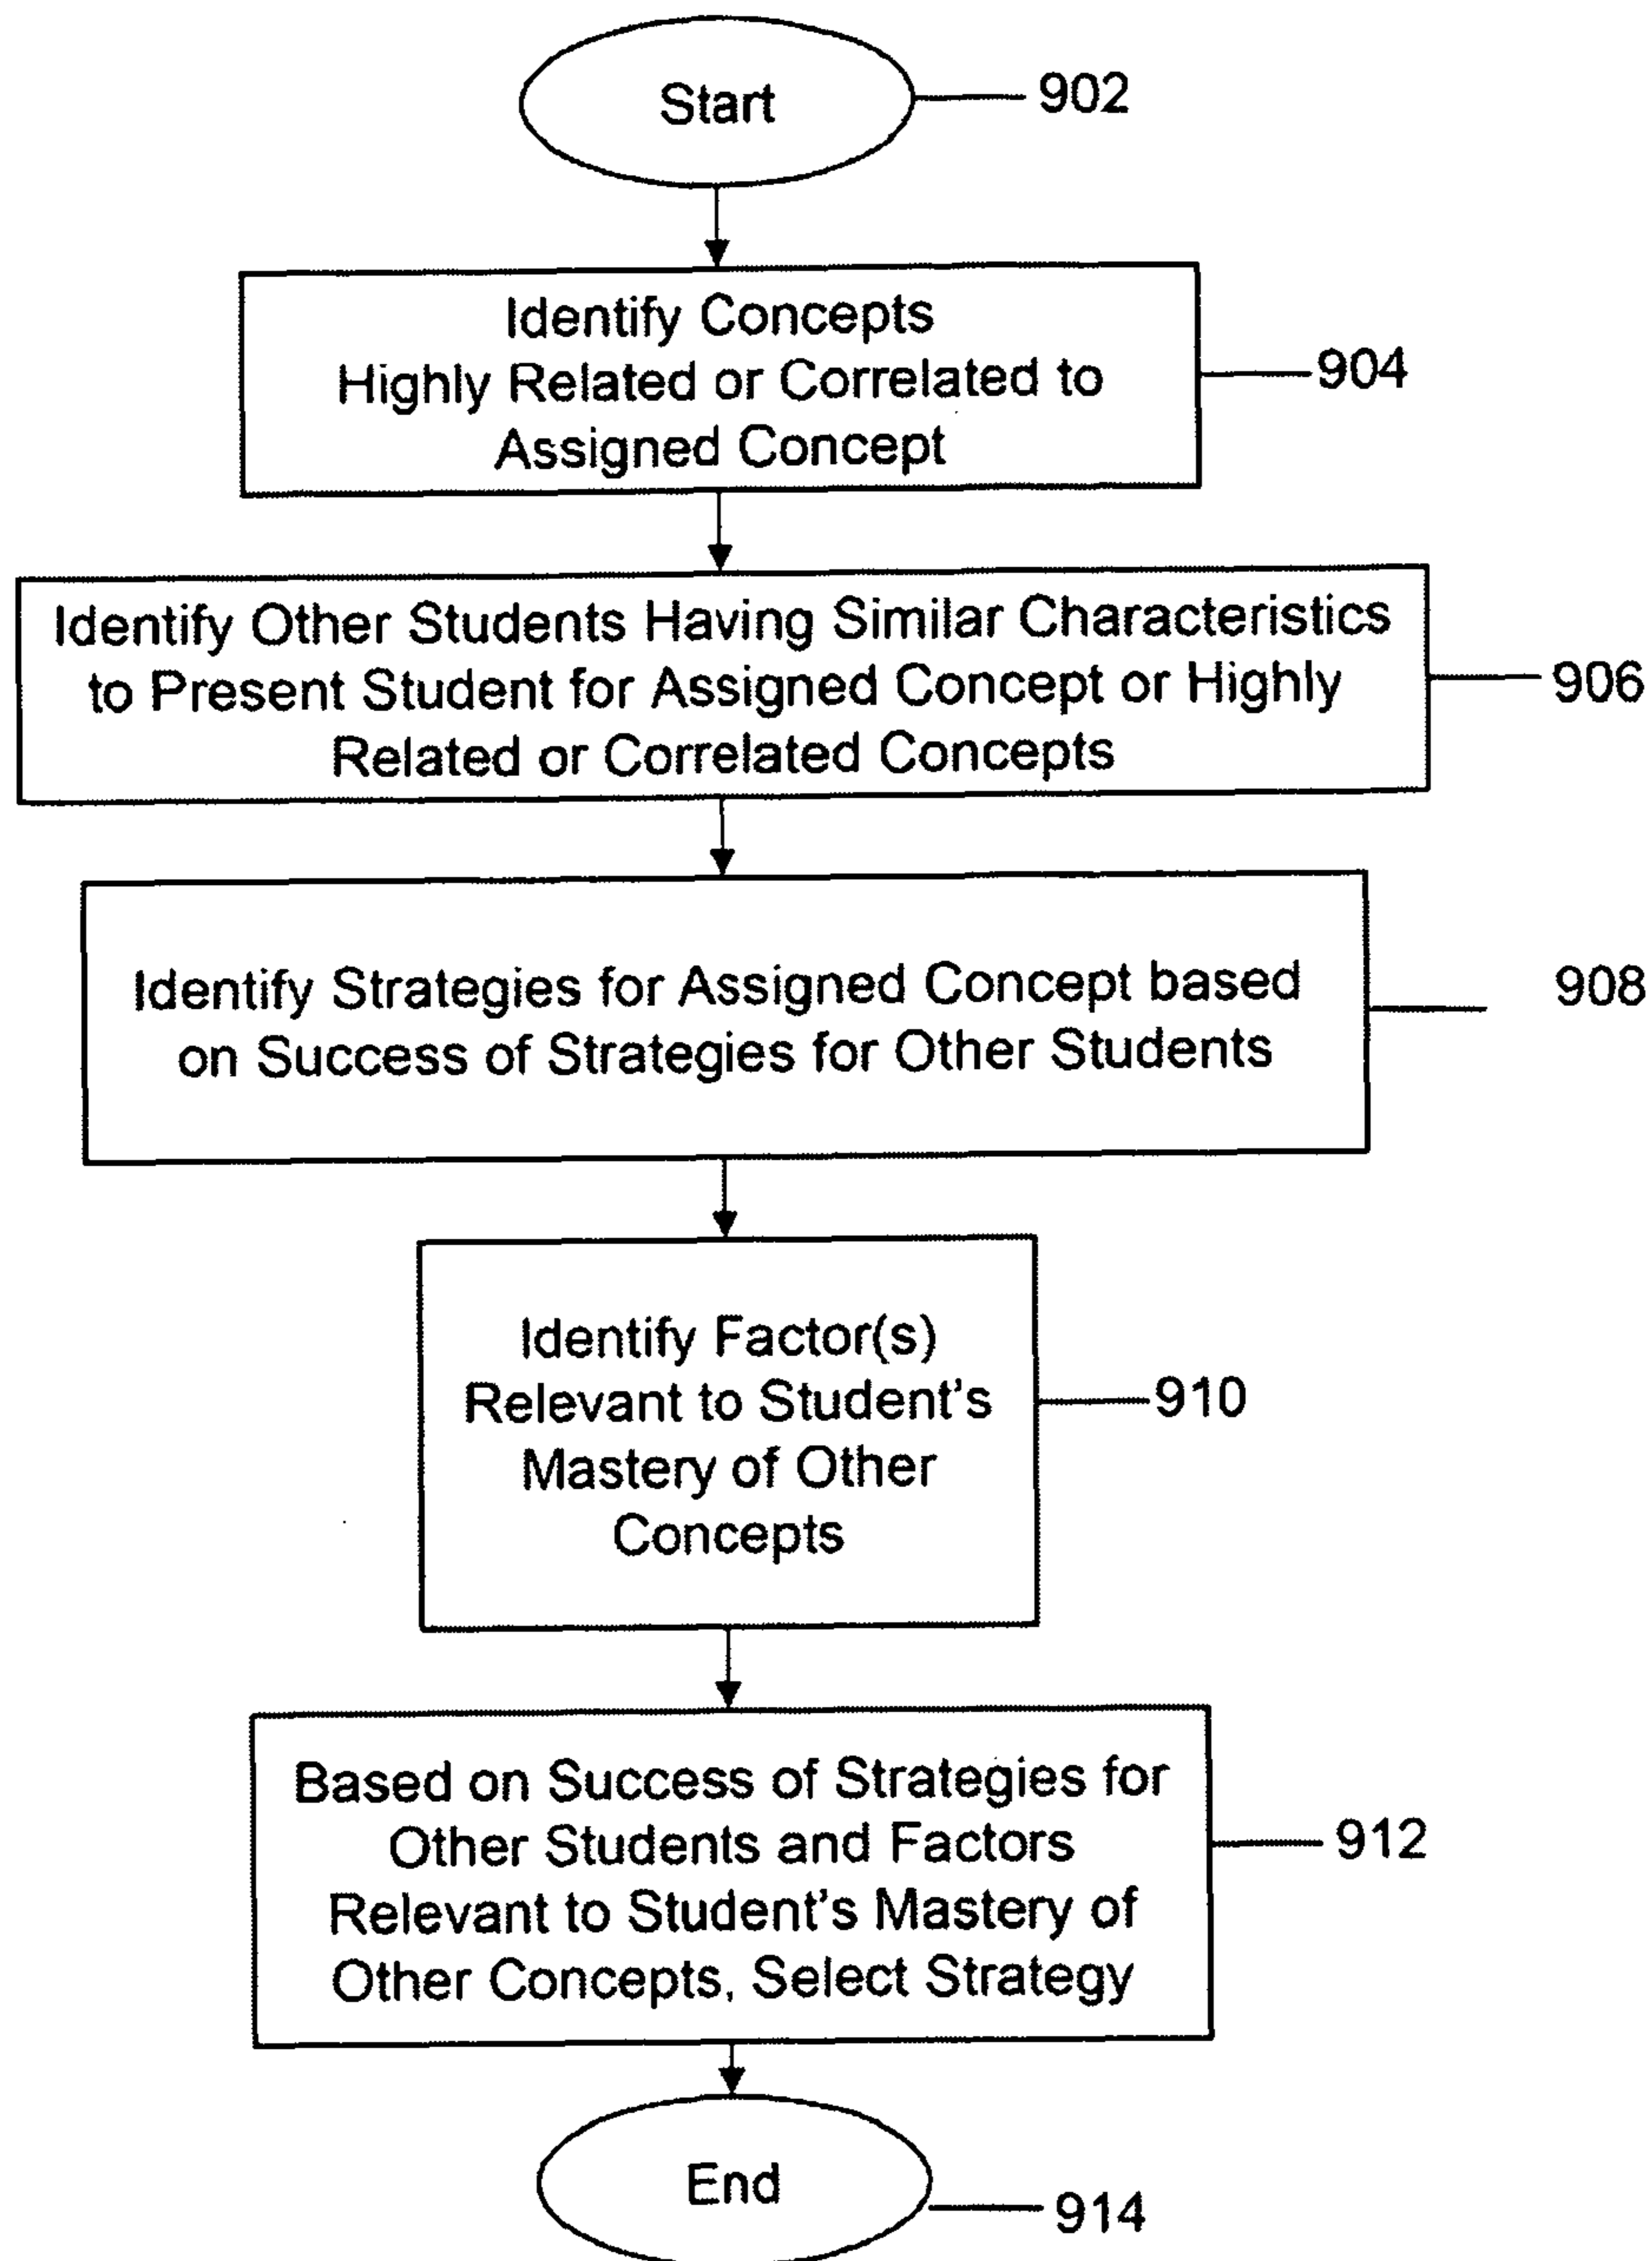 Start
902
Identify Concepts
Highly Related or Correlated to
Assigned Concept
904
Identify Other Students Having Similar Characteristics
to Present Student for Assigned Concept or Highly
Related or Correlated Concepts
906
Identify Strategies for Assigned Concept based
on Success of Strategies for Other Students
908
Identify Factor(s)
Relevant to Student's
Mastery of Other
Concepts
910
Based on Success of Strategies for
Other Students and Factors
Relevant to Student's Mastery of
Other Concepts, Select Strategy
912
End
914